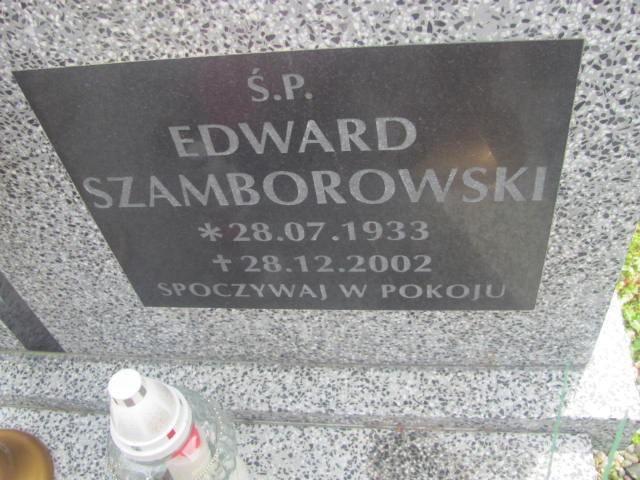 Ś.P.
EDWARD
SZAMBOROWSKI
*28.07.1933
✝28.12.2002
SPOCZYWAJ W POKOJU